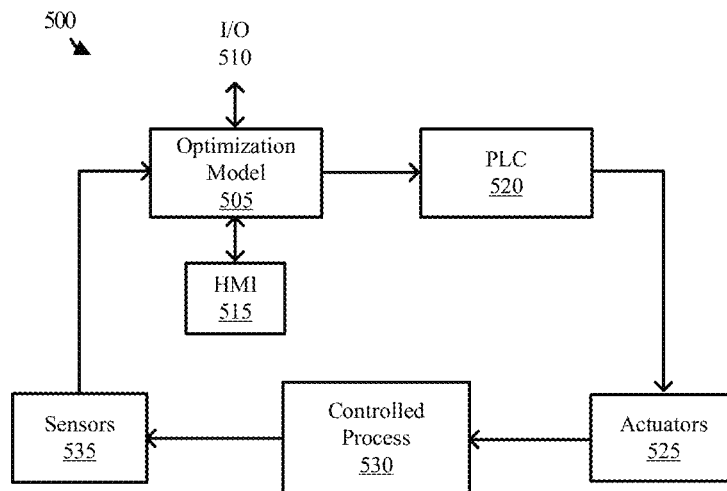 500
I/O
510
Optimization
Model
505
PLC
520
HMI
515
Sensors
535
Controlled
Process
530
Actuators
525